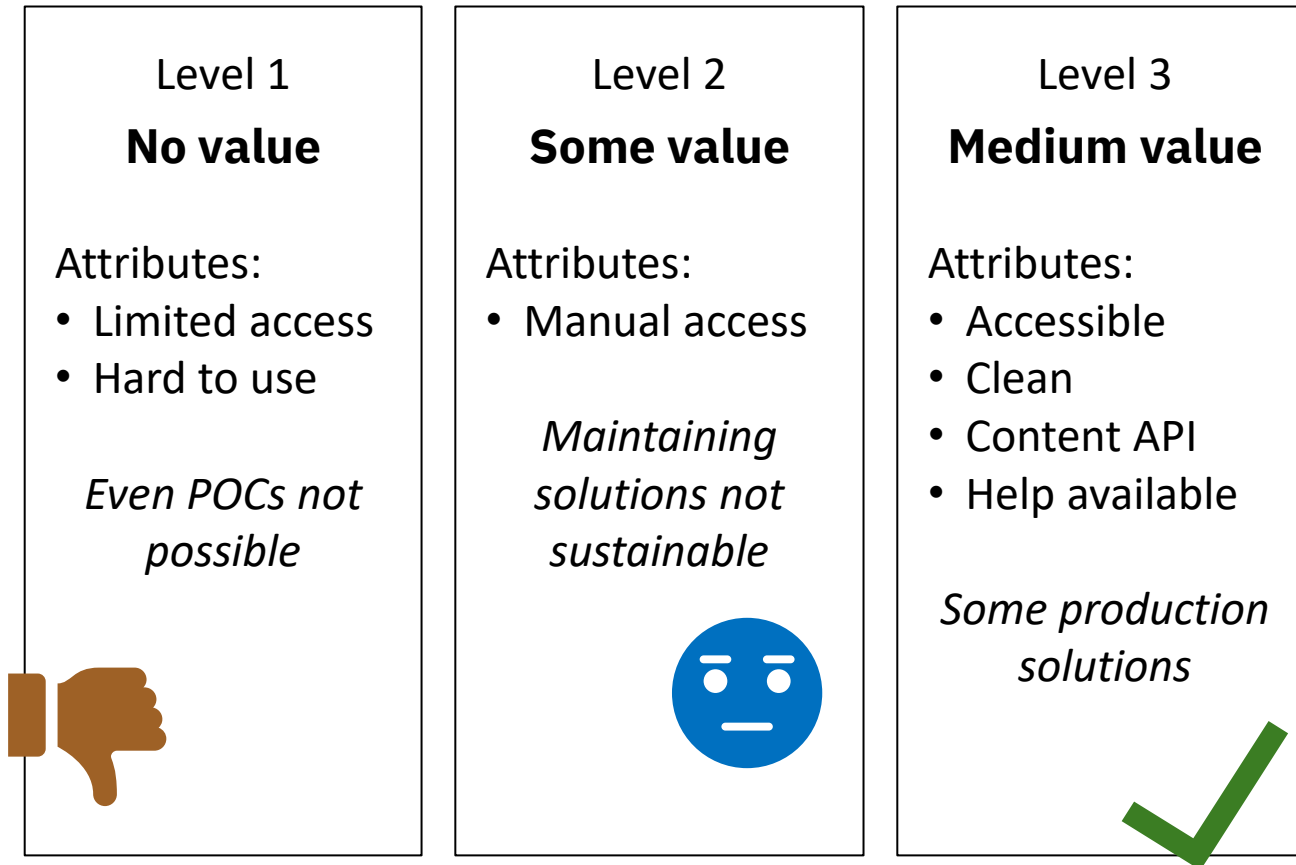 Level 1
No value
Attributes:
• Limited access
• Hard to use
Even POCs not
possible
Level 2
Some value
Attributes:
• Manual access
Maintaining
solutions not
sustainable
Level 3
Medium value
Attributes:
• Accessible
• Clean
• Content API
• Help available
Some production
solutions